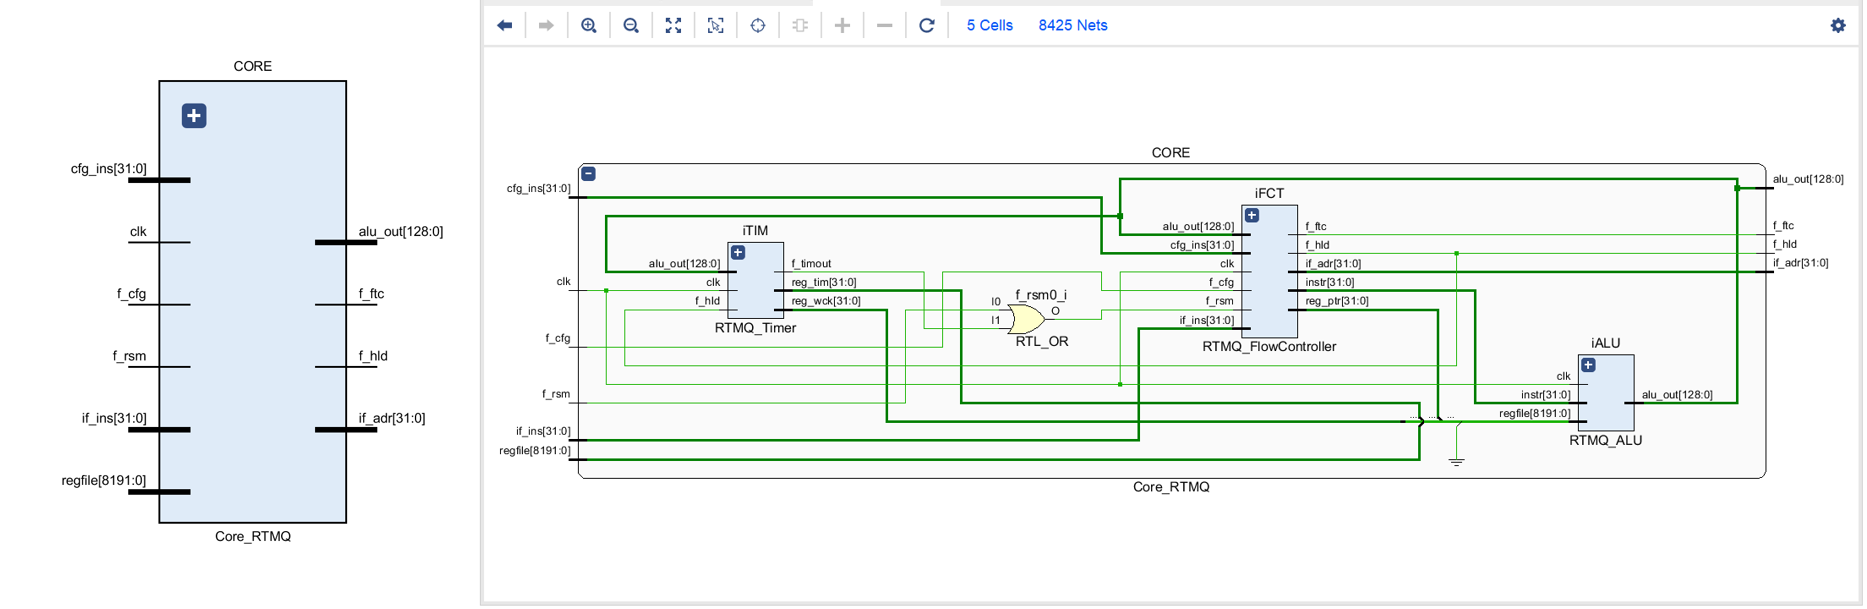 CORE
cfg_ins[31:0]
clk
alu_out[128:0]
f_cfg
f_ftc
f_rsm
f_hld
if_ins[31:0]
if_adr[31:0]
regfile[8191:0]
Core_RTMQ
5 Cells 8425 Nets
CORE
cfg_ins[31:0]
clk
f_cfg
f_rsm
if_ins[31:0]
regfile[8191:0]
iTIM
alu_out[128:0]
clk
f_hld
f_timout
reg_tim[31:0]
reg_wck[31:0]
RTMQ_Timer
f_rsm0_i
I0
I1
O
RTL_OR
iFCT
alu_out[128:0]
cfg_ins[31:0]
clk
f_cfg
f_rsm
if_ins[31:0]
f_ftc
f_hld
if_adr[31:0]
instr[31:0]
reg_ptr[31:0]
RTMQ_FlowController
iALU
clk
instr[31:0]
regfile[8191:0]
alu_out[128:0]
RTMQ_ALU
... ... ...
alu_out[128:0]
f_ftc
f_hld
if_adr[31:0]
Core_RTMQ